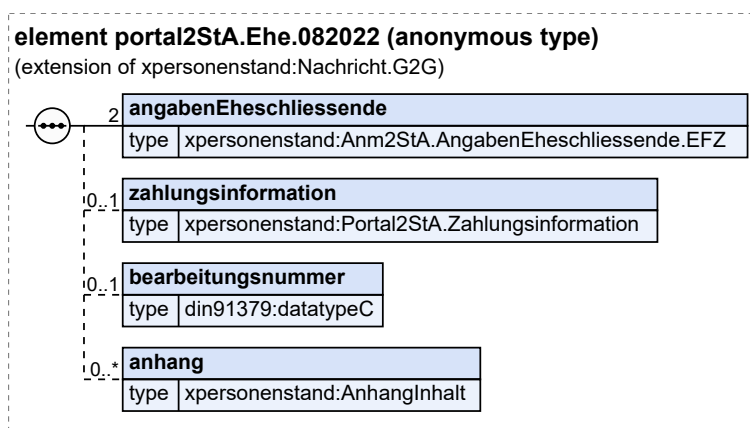 element portal2StA.Ehe.082022 (anonymous type)
(extension of xpersonenstand:Nachricht.G2G)
2 angabenEheschliessende
type xpersonenstand:Anm2StA.AngabenEheschliessende.EFZ
0..1 zahlungsinformation
type xpersonenstand:Portal2StA.Zahlungsinformation
0..1 bearbeitungsnummer
type din91379:datatypeC
0..* anhang
type xpersonenstand:AnhangInhalt